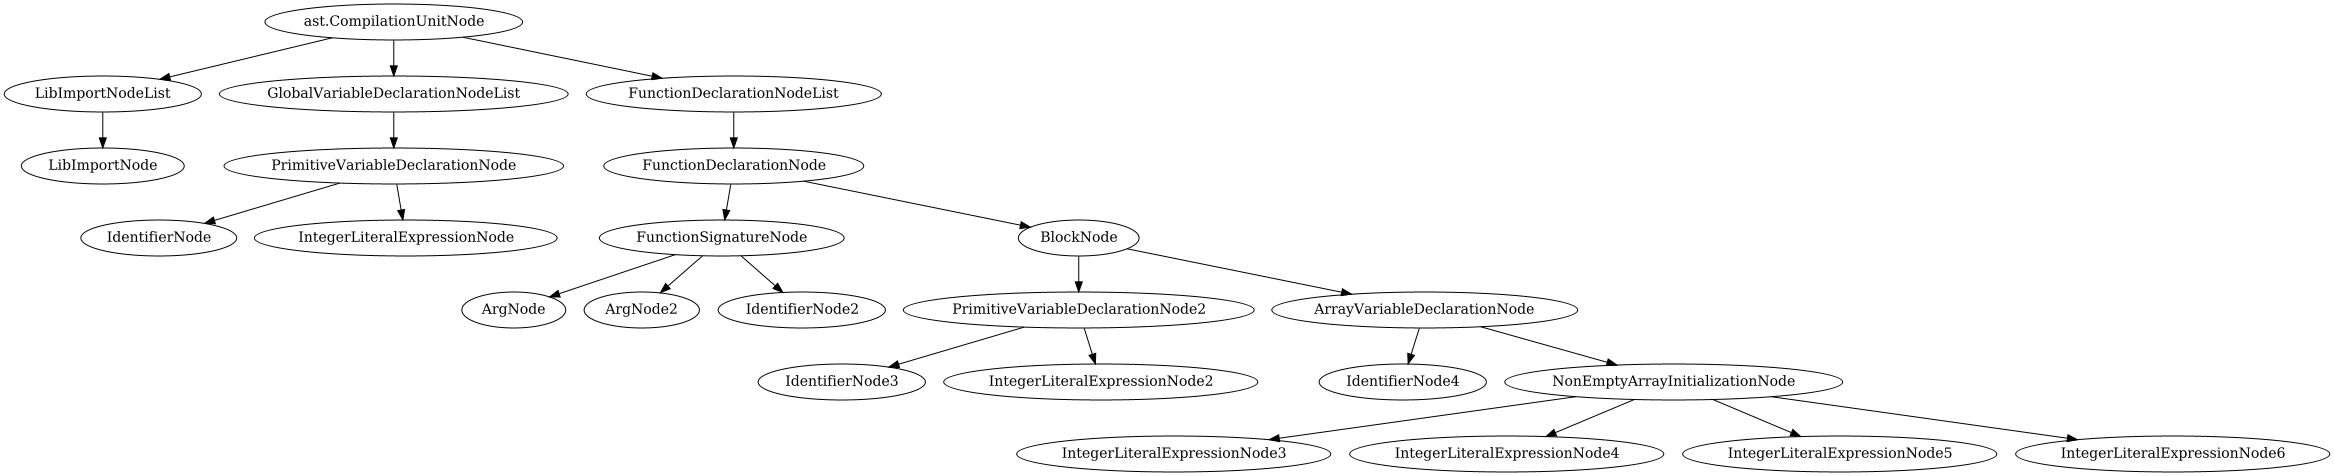 ast.CompilationUnitNode
LibImportNodeList
GlobalVariableDeclarationNodeList
FunctionDeclarationNodeList
LibImportNode
PrimitiveVariableDeclarationNode
FunctionDeclarationNode
IdentifierNode
IntegerLiteralExpressionNode
FunctionSignatureNode
BlockNode
ArgNode
ArgNode2
IdentifierNode2
PrimitiveVariableDeclarationNode2
ArrayVariableDeclarationNode
IdentifierNode3
IntegerLiteralExpressionNode2
IdentifierNode4
NonEmptyArrayInitializationNode
IntegerLiteralExpressionNode3
IntegerLiteralExpressionNode4
IntegerLiteralExpressionNode5
IntegerLiteralExpressionNode6